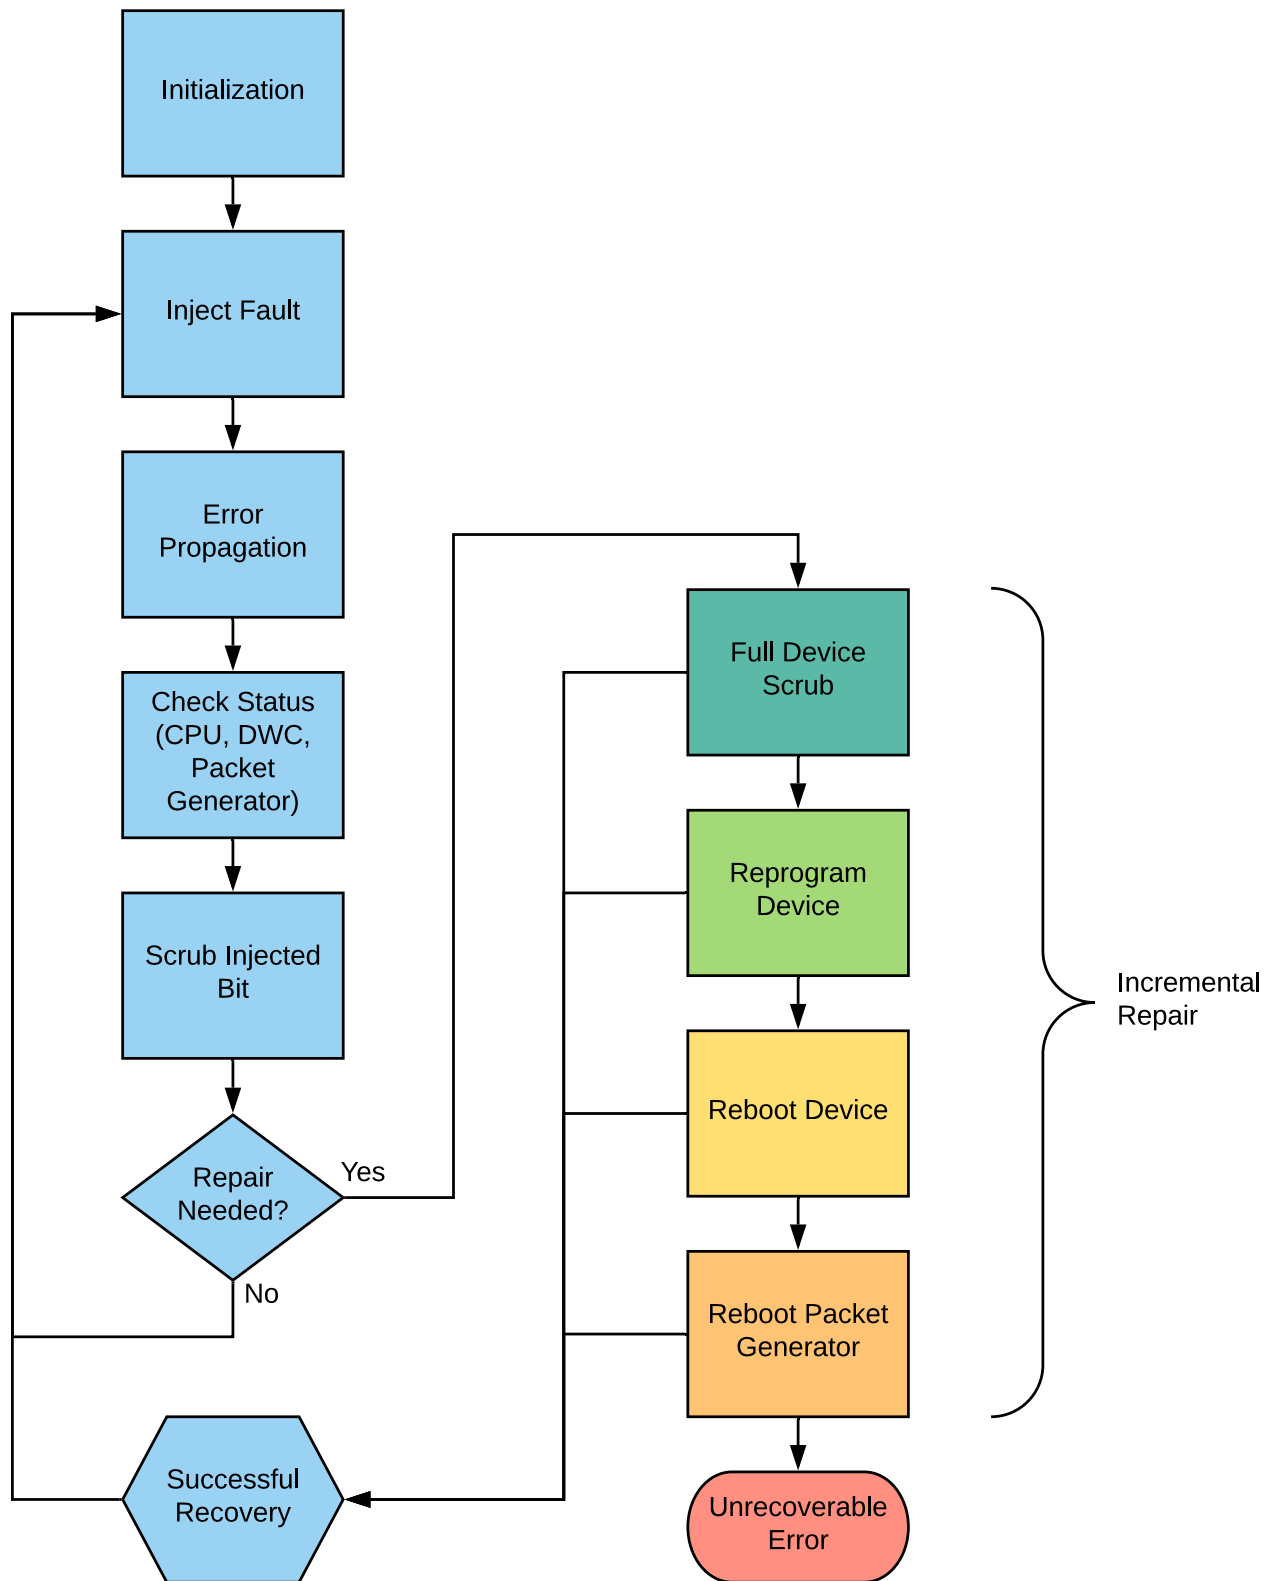 Initialization
Inject Fault
Error
Propagation
Check Status
(CPU, DWC,
Packet
Generator)
Scrub Injected
Bit
Repair
Needed?
Yes
No
Successful
Recovery
Full Device
Scrub
Reprogram
Device
Reboot Device
Reboot Packet
Generator
Unrecoverable
Error
Incremental
Repair